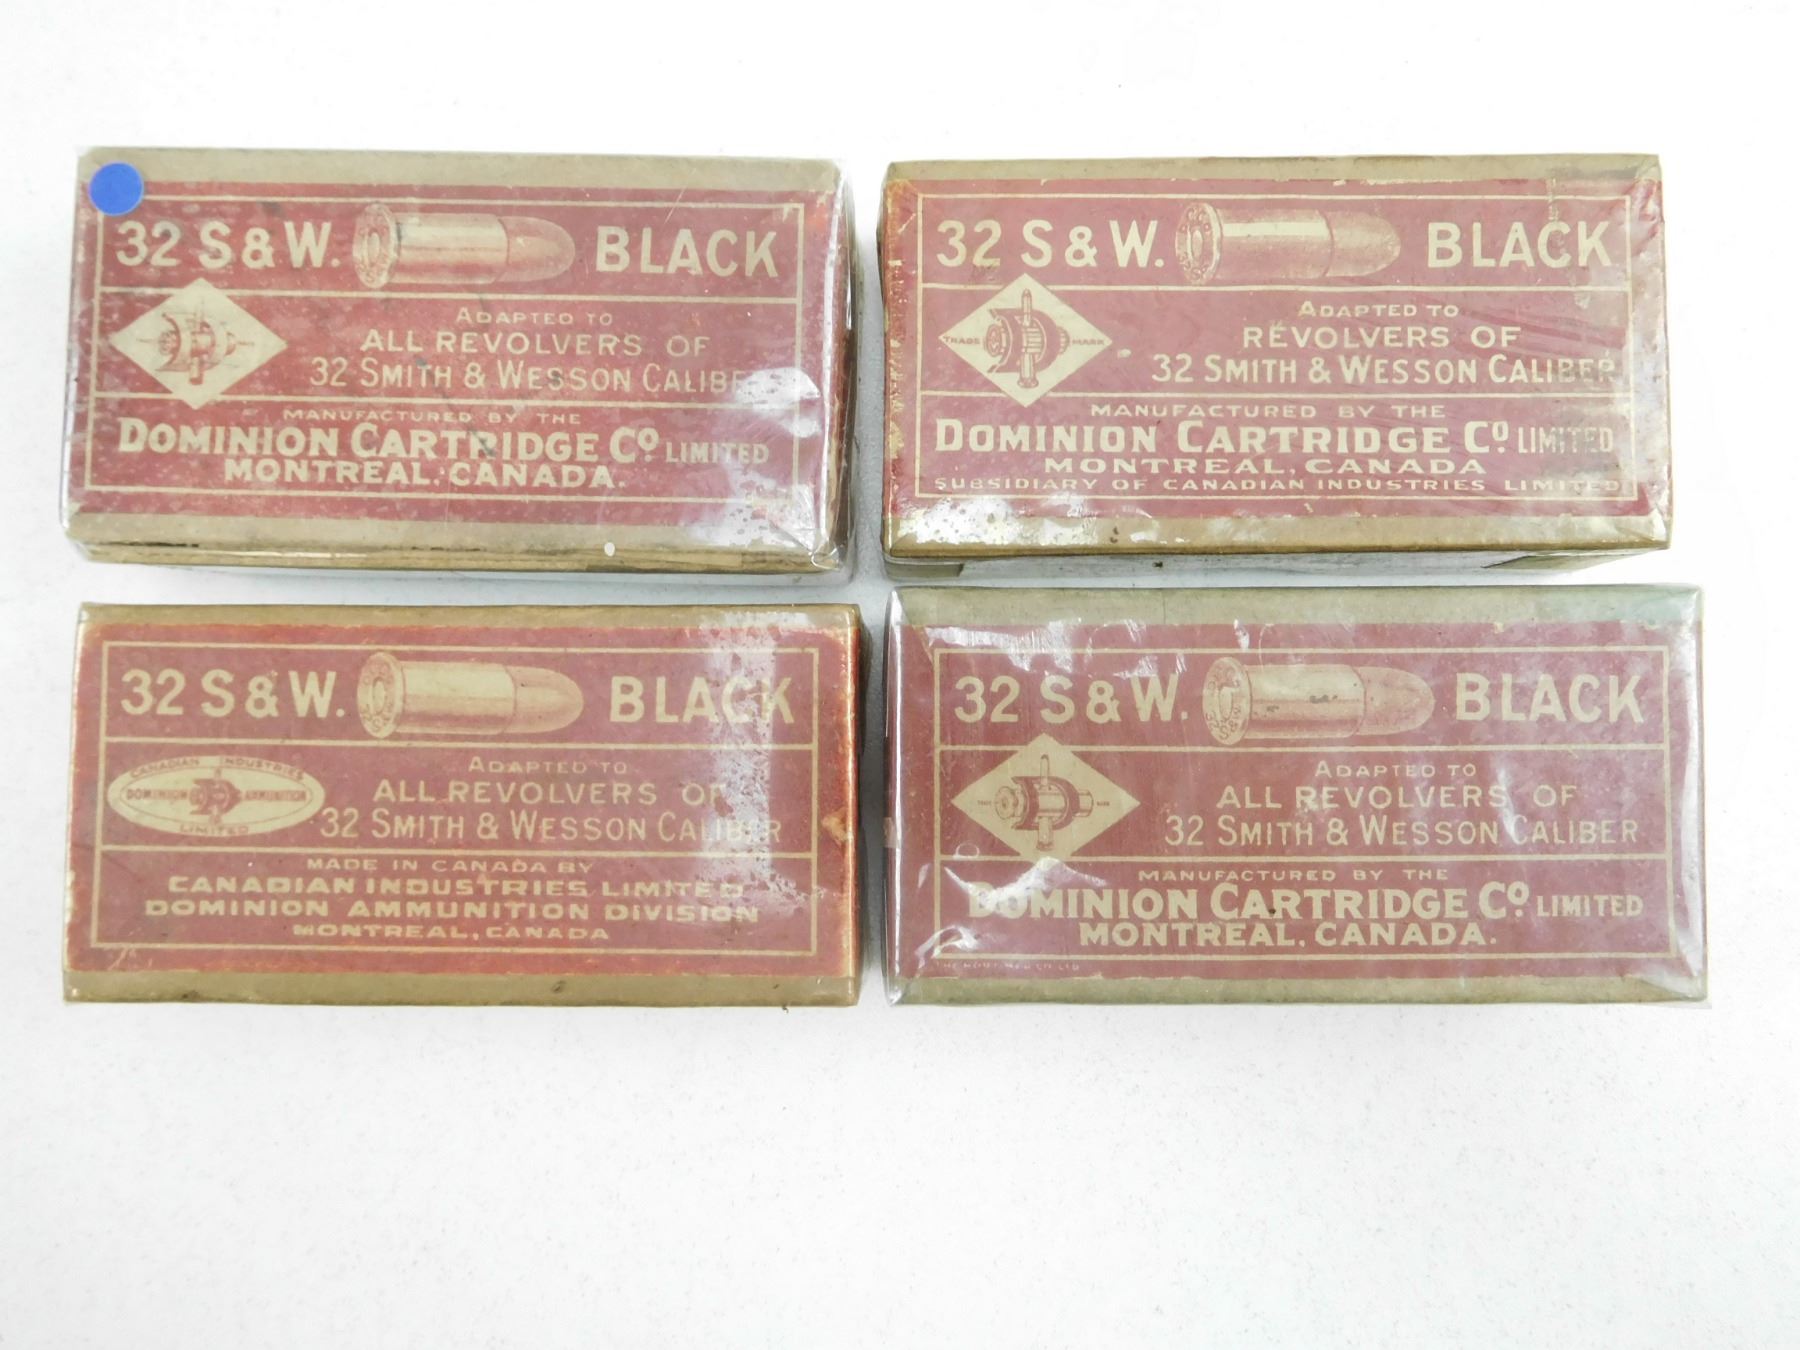 32 S&W. BLACK
ADAPTED TO
ALL REVOLVERS OF
32 SMITH & WESSON CALIBER
MANUFACTURED BY THE
DOMINION CARTRIDGE Cº LIMITED
MONTREAL, CANADA.
32 S&W. BLACK
TRADE MARK
ADAPTED TO
REVOLVERS OF
32 SMITH & WESSON CALIBER
MANUFACTURED BY THE
DOMINION CARTRIDGE Cº LIMITED
MONTREAL, CANADA
SUBSIDIARY OF CANADIAN INDUSTRIES LIMITED
32 S&W. BLACK
CANADIAN INDUSTRIES
DOMINION AMMUNITION
LIMITED
ADAPTED TO
ALL REVOLVERS OF
32 SMITH & WESSON CALIBER
MADE IN CANADA BY
CANADIAN INDUSTRIES LIMITED
DOMINION AMMUNITION DIVISION
MONTREAL, CANADA
32 S&W. BLACK
TRADE MARK
ADAPTED TO
ALL REVOLVERS OF
32 SMITH & WESSON CALIBER
MANUFACTURED BY THE
DOMINION CARTRIDGE Cº LIMITED
MONTREAL, CANADA.